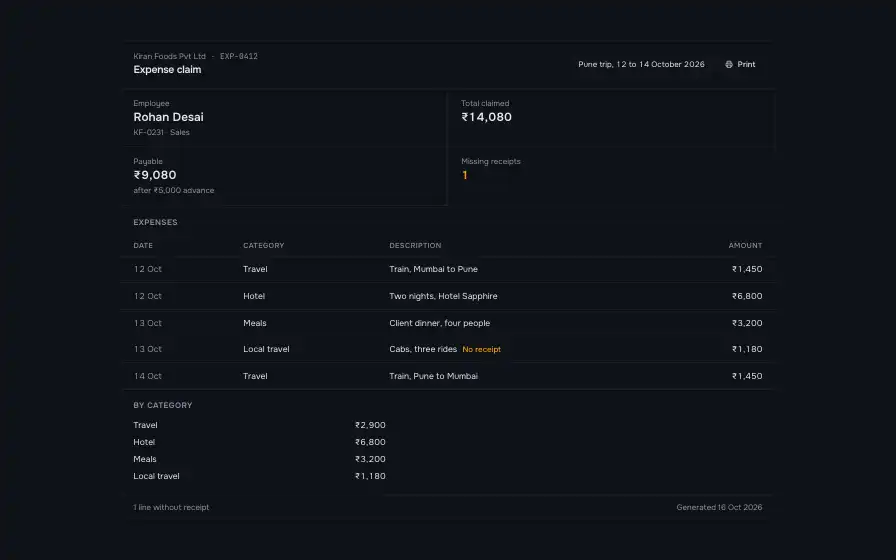 Kiran Foods Pvt Ltd - EXP-0412
Expense claim
Pune trip, 12 to 14 October 2026 Print
Employee
Rohan Desai
KF-0231 Sales
Total claimed
₹14,080
Payable
₹9,080
after ₹5,000 advance
Missing receipts
1
EXPENSES
DATE CATEGORY DESCRIPTION AMOUNT
12 Oct Travel Train, Mumbai to Pune ₹1,450
12 Oct Hotel Two nights, Hotel Sapphire ₹6,800
13 Oct Meals Client dinner, four people ₹3,200
13 Oct Local travel Cabs, three rides No receipt ₹1,180
14 Oct Travel Train, Pune to Mumbai ₹1,450
BY CATEGORY
Travel ₹2,900
Hotel ₹6,800
Meals ₹3,200
Local travel ₹1,180
1 line without receipt Generated 16 Oct 2026